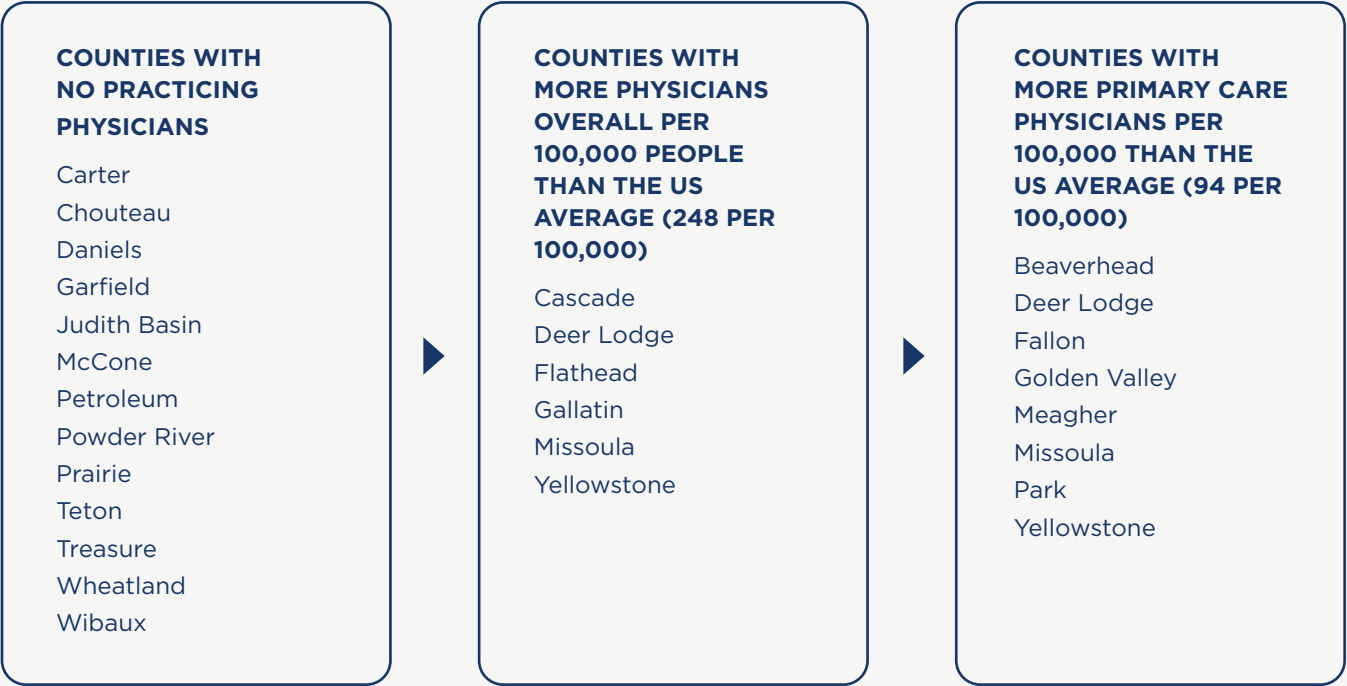 COUNTIES WITH
NO PRACTICING
PHYSICIANS
Carter
Chouteau
Daniels
Garfield
Judith Basin
McCone
Petroleum
Powder River
Prairie
Teton
Treasure
Wheatland
Wibaux
COUNTIES WITH
MORE PHYSICIANS
OVERALL PER
100,000 PEOPLE
THAN THE US
AVERAGE (248 PER
100,000)
Cascade
Deer Lodge
Flathead
Gallatin
Missoula
Yellowstone
COUNTIES WITH
MORE PRIMARY CARE
PHYSICIANS PER
100,000 THAN THE
US AVERAGE (94 PER
100,000)
Beaverhead
Deer Lodge
Fallon
Golden Valley
Meagher
Missoula
Park
Yellowstone